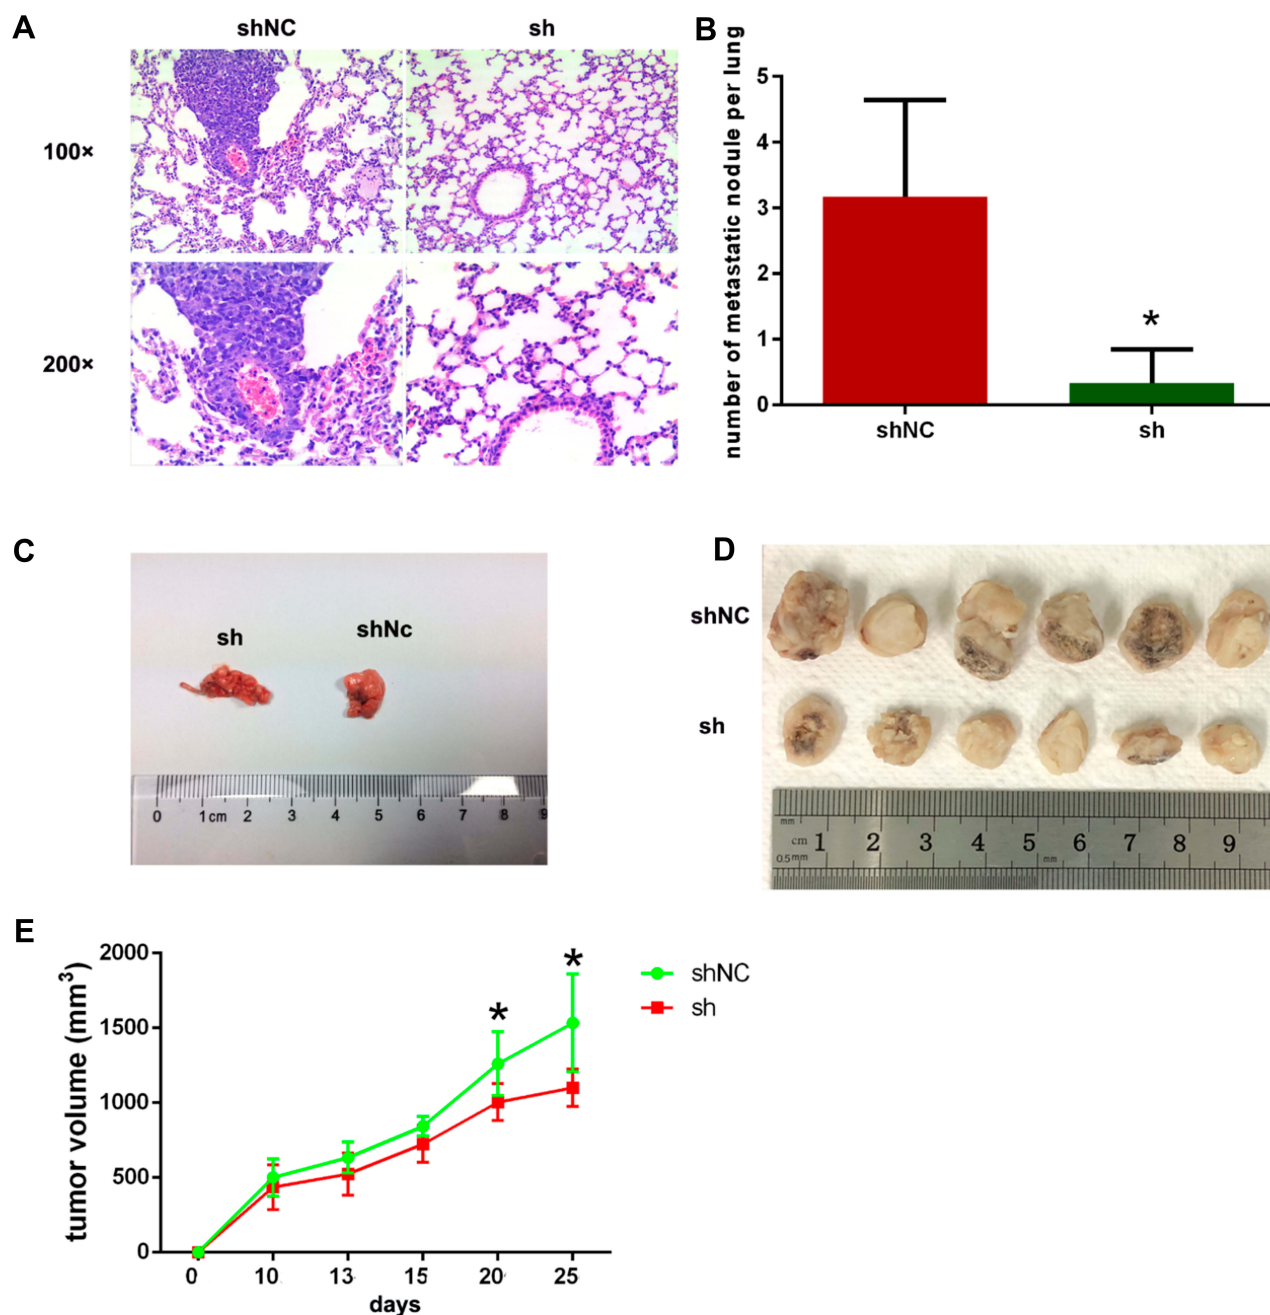 A
shNC
sh
100×
200×
B
number of metastatic nodule per lung
5
4
3
2
1
0
*
shNC
sh
C
sh
shNc
0 1cm 2 3 4 5 6 7 8 9
D
shNC
sh
mm
cm 1 2 3 4 5 6 7 8 9
0.5mm
mm
E
tumor volume (mm³)
2000
1500
1000
500
0
*
*
shNC
sh
0 10 13 15 20 25
days